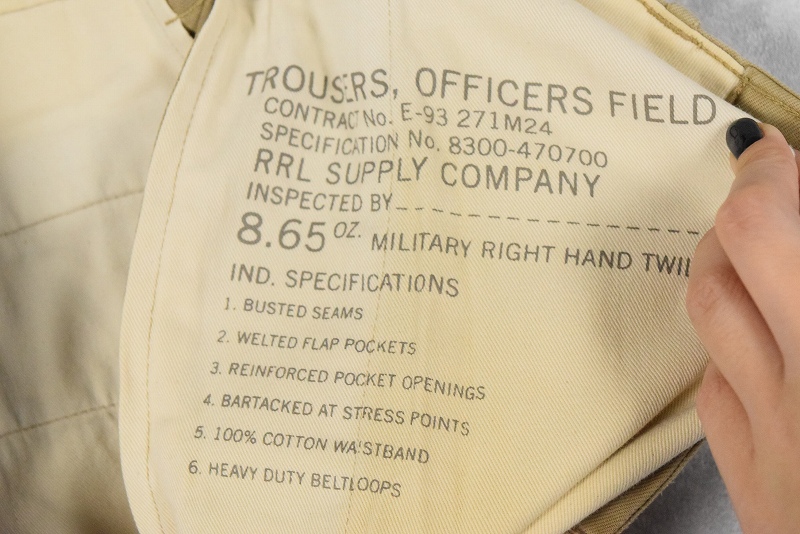 TROUSERS, OFFICERS FIELD
CONTRACT No. E-93 271M24
SPECIFICATION No. 8300-470700
RRL SUPPLY COMPANY
INSPECTED BY
8.65 OZ. MILITARY RIGHT HAND
IND. SPECIFICATIONS
1. BUSTED SEAMS
2. WELTED FLAP POCKETS
3. REINFORCED POCKET OPENINGS
4. BARTACKED AT STRESS POINTS
5. 100% COTTON WAISTBAND
6. HEAVY DUTY BELTLOOPS